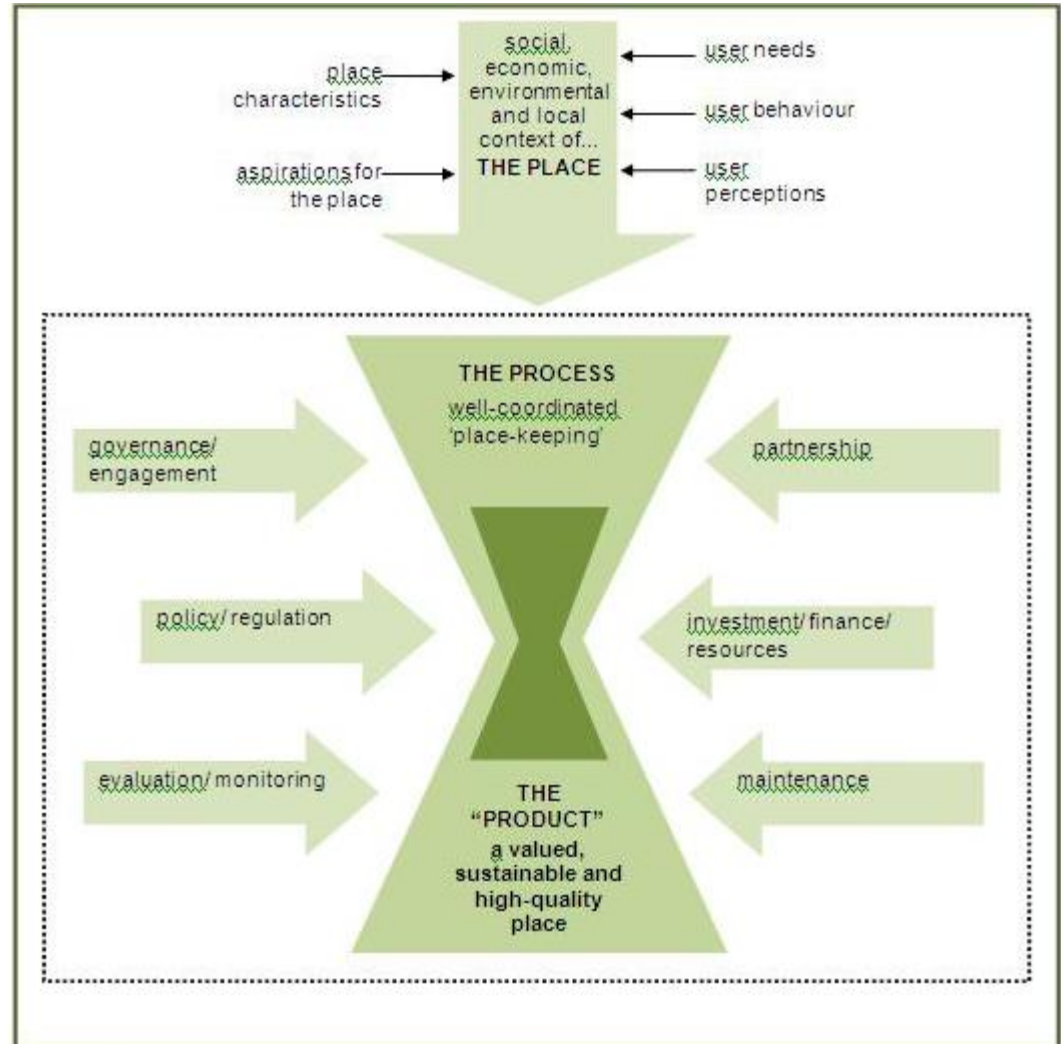 place
characteristics
aspirations for
the place
social,
economic,
environmental
and local
context of...
THE PLACE
user needs
user behaviour
user
perceptions
THE PROCESS
well-coordinated
'place-keeping'
governance/
engagement
partnership
policy/ regulation
investment/ finance/
resources
evaluation/ monitoring
maintenance
THE
“PRODUCT”
a valued,
sustainable and
high-quality
place